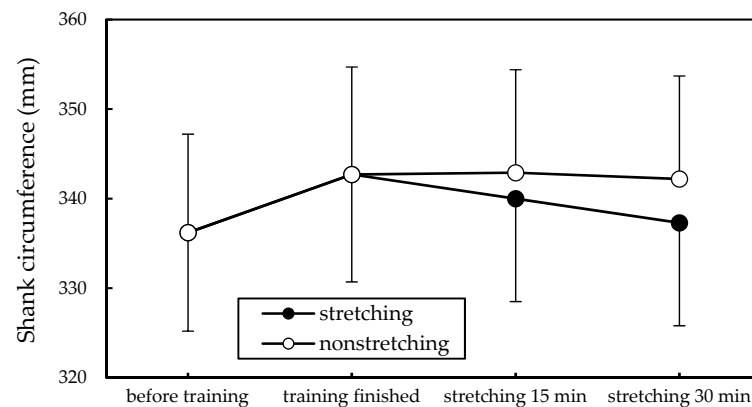 Shank circumference (mm)
360
350
340
330
320
stretching
nonstretching
before training
training finished
stretching 15 min
stretching 30 min